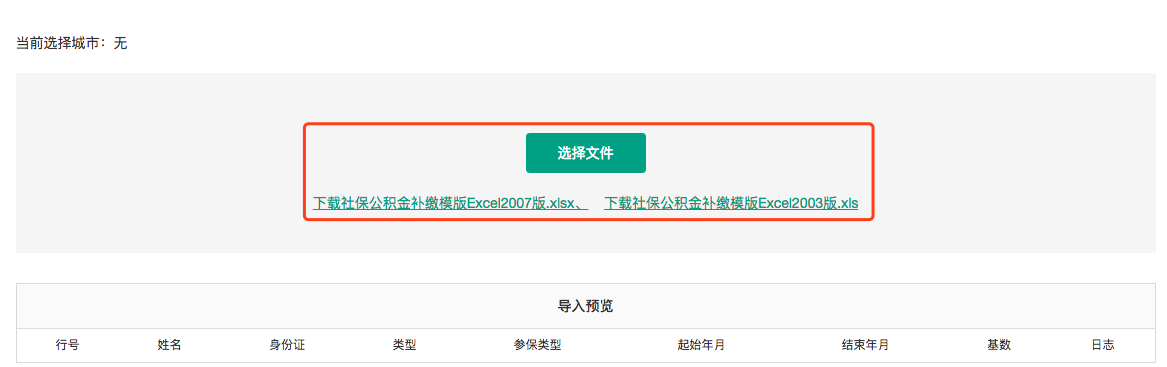 当前选择城市：无
选择文件
下载社保公积金补缴模版Excel2007版.xlsx、 下载社保公积金补缴模版Excel2003版.xls
导入预览
行号 姓名 身份证 类型 参保类型 起始年月 结束年月 基数 日志